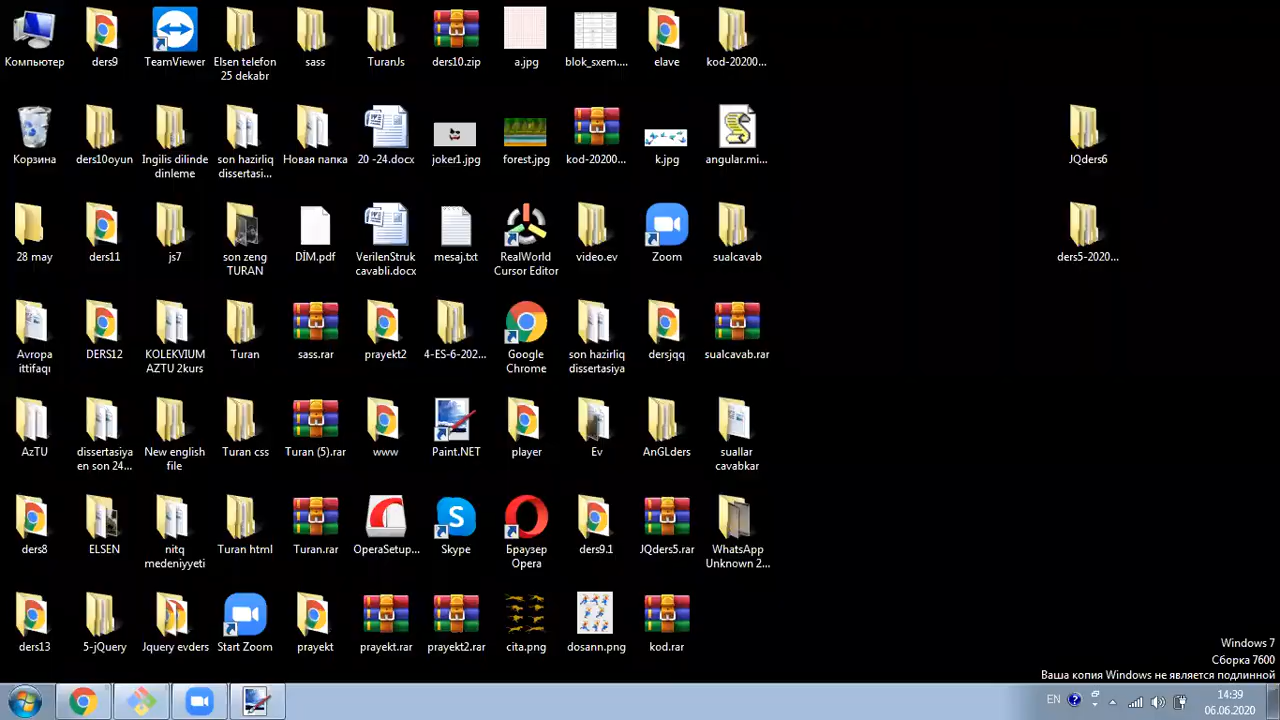 Компьютер
ders9
TeamViewer
Elsen telefon
25 dekabr
sass
TuranJs
ders10.zip
a.jpg
blok_sxem....
elave
kod-20200...
Корзина
ders10oyun
Ingilis dilinde
dinleme
son hazirliq
dissertasi...
Новая папка
20 -24.docx
joker1.jpg
forest.jpg
kod-20200...
k.jpg
angular.mi...
JQders6
28 may
ders11
js7
son zeng
TURAN
DİM.pdf
VerilenStruk
cavabli.docx
mesaj.txt
RealWorld
Cursor Editor
video.ev
Zoom
sualcavab
ders5-2020...
Avropa
ittifaqı
DERS12
KOLEKVIUM
AZTU 2kurs
Turan
sass.rar
prayekt2
4-ES-6-202...
Google
Chrome
son hazirliq
dissertasiya
dersjqq
sualcavab.rar
AzTU
dissertasiya
en son 24...
New english
file
Turan css
Turan (5).rar
www
Paint.NET
player
Ev
AnGLders
suallar
cavabkar
ders8
ELSEN
nitq
medeniyyeti
Turan html
Turan.rar
OperaSetup...
Skype
Браузер
Opera
ders9.1
JQders5.rar
WhatsApp
Unknown 2...
ders13
5-jQuery
Jquery evders
Start Zoom
prayekt
prayekt.rar
prayekt2.rar
cita.png
dosann.png
kod.rar
Windows 7
Сборка 7600
Ваша копия Windows не является подлинной
EN
14:39
06.06.2020